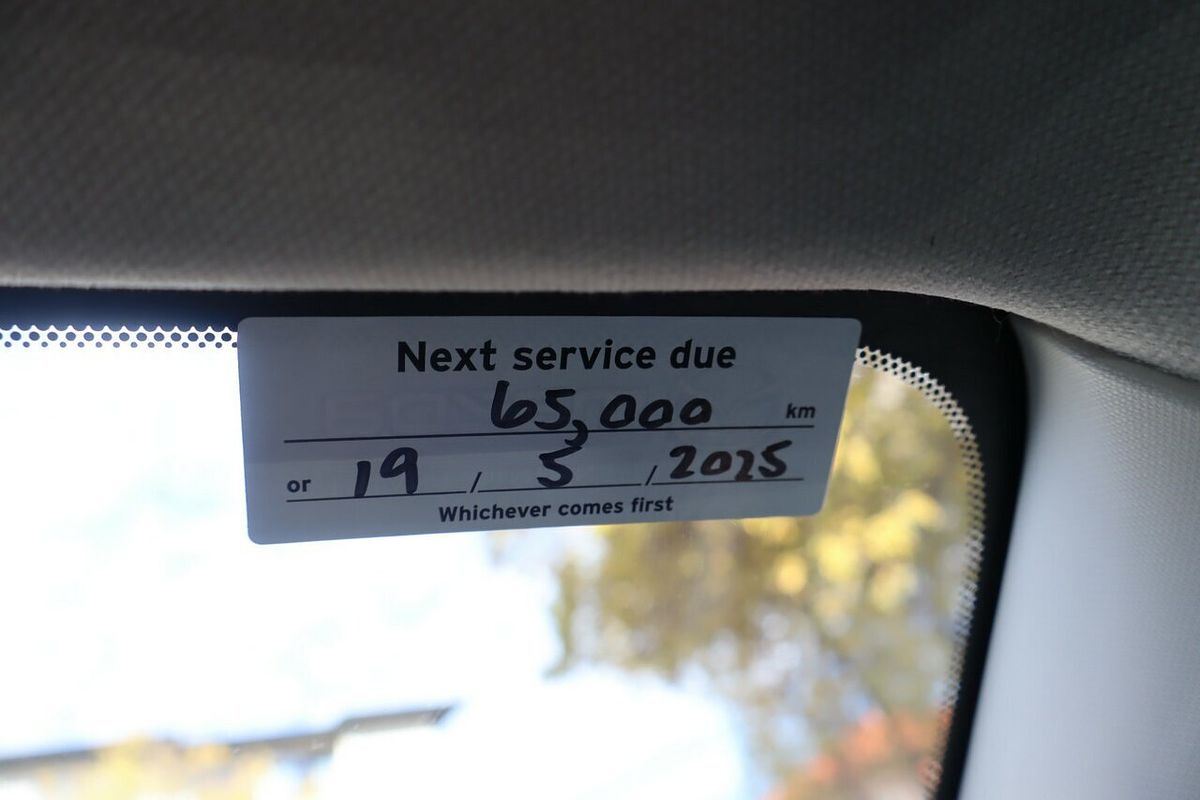 Next service due
65,000 km
or 19 / 5 / 2025
Whichever comes first